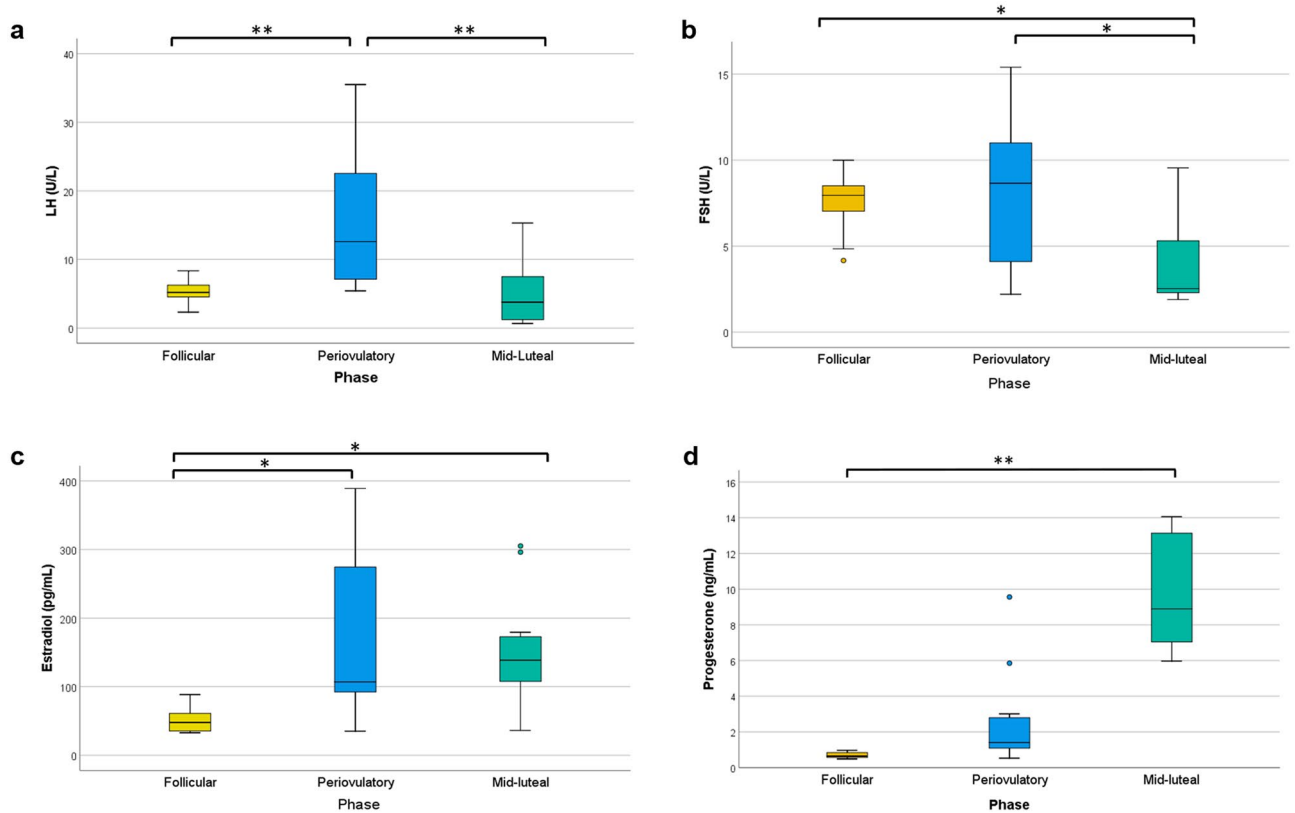 a
** **
40
30
20
10
0
LH (U/L)
Follicular Periovulatory Mid-Luteal
Phase
b
*
*
15
10
5
0
FSH (U/L)
Follicular Periovulatory Mid-luteal
Phase
c
*
*
400
300
200
100
0
Estradiol (pg/mL)
Follicular Periovulatory Mid-luteal
Phase
d
**
16
14
12
10
8
6
4
2
0
Progesterone (ng/mL)
Follicular Periovulatory Mid-luteal
Phase